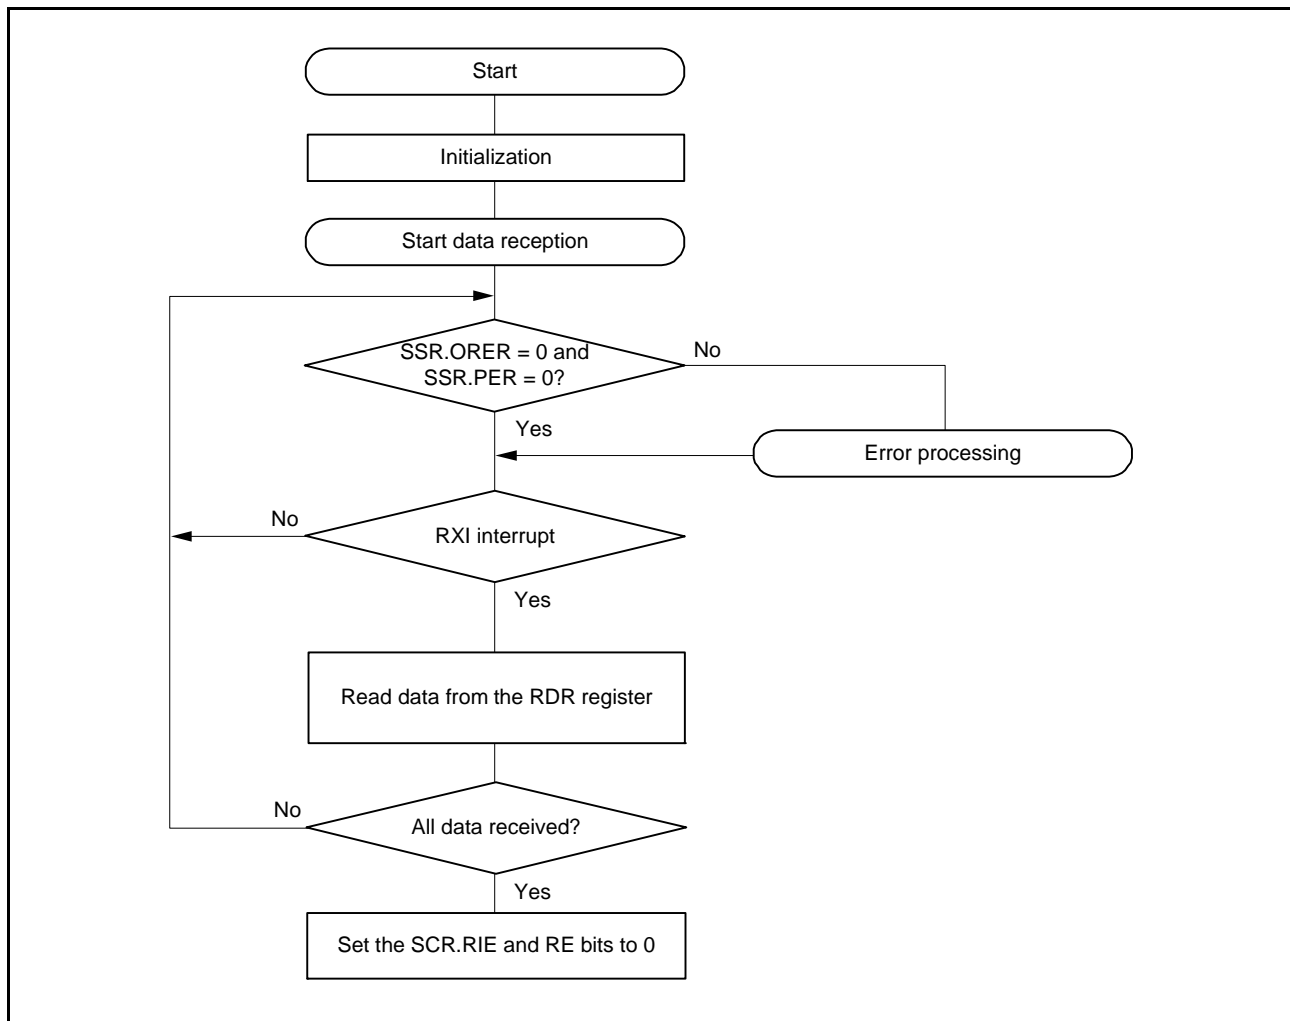 Start
Initialization
Start data reception
SSR.ORER = 0 and
SSR.PER = 0?
No
Yes
Error processing
No
RXI interrupt
Yes
Read data from the RDR register
No
All data received?
Yes
Set the SCR.RIE and RE bits to 0